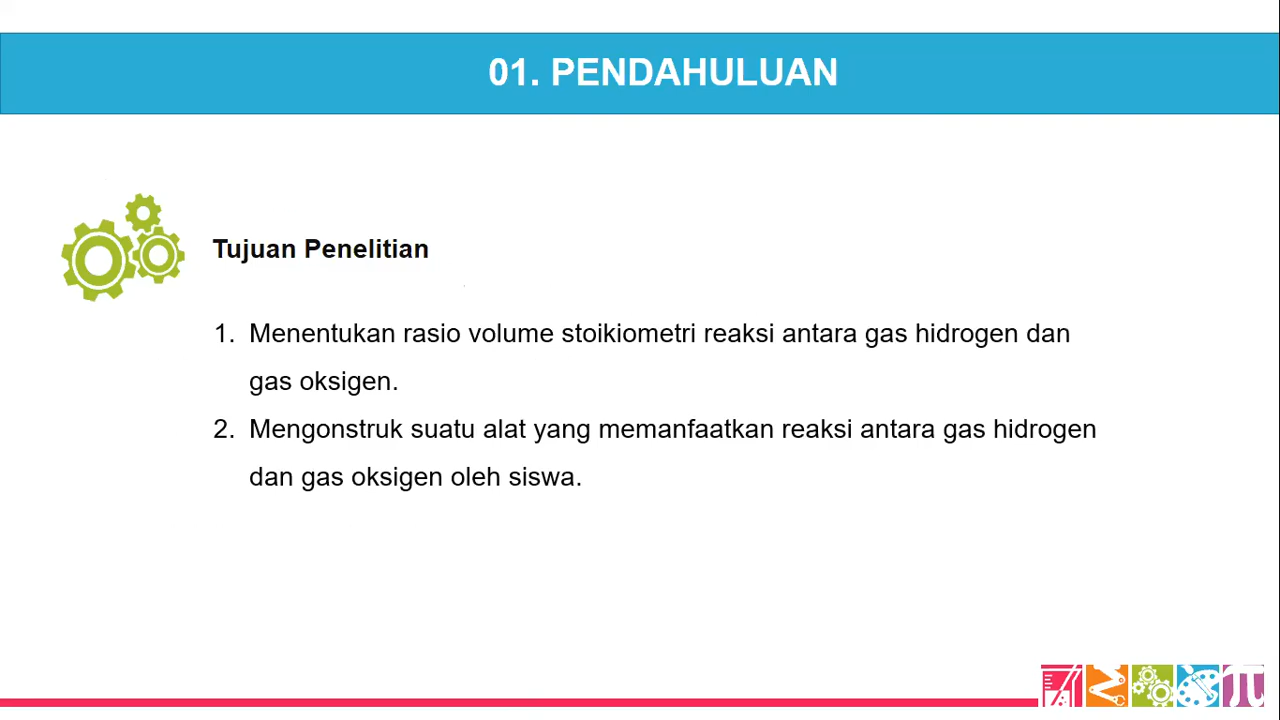 01. PENDAHULUAN
Tujuan Penelitian
1. Menentukan rasio volume stoikiometri reaksi antara gas hidrogen dan
gas oksigen.
2. Mengonstruk suatu alat yang memanfaatkan reaksi antara gas hidrogen
dan gas oksigen oleh siswa.